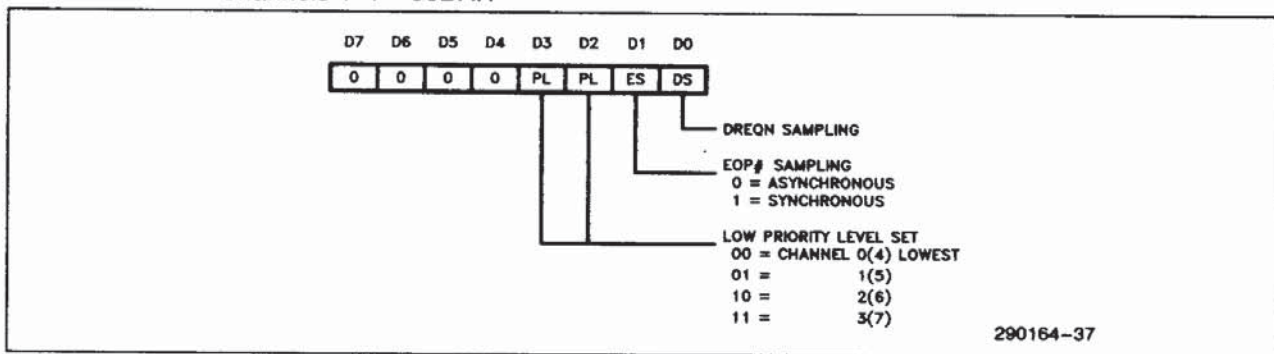 D7 D6 D5 D4 D3 D2 D1 D0
0 0 0 0 PL PL ES DS
DREQN SAMPLING
EOP# SAMPLING
0 = ASYNCHRONOUS
1 = SYNCHRONOUS
LOW PRIORITY LEVEL SET
00 = CHANNEL 0(4) LOWEST
01 = 1(5)
10 = 2(6)
11 = 3(7)
290164-37